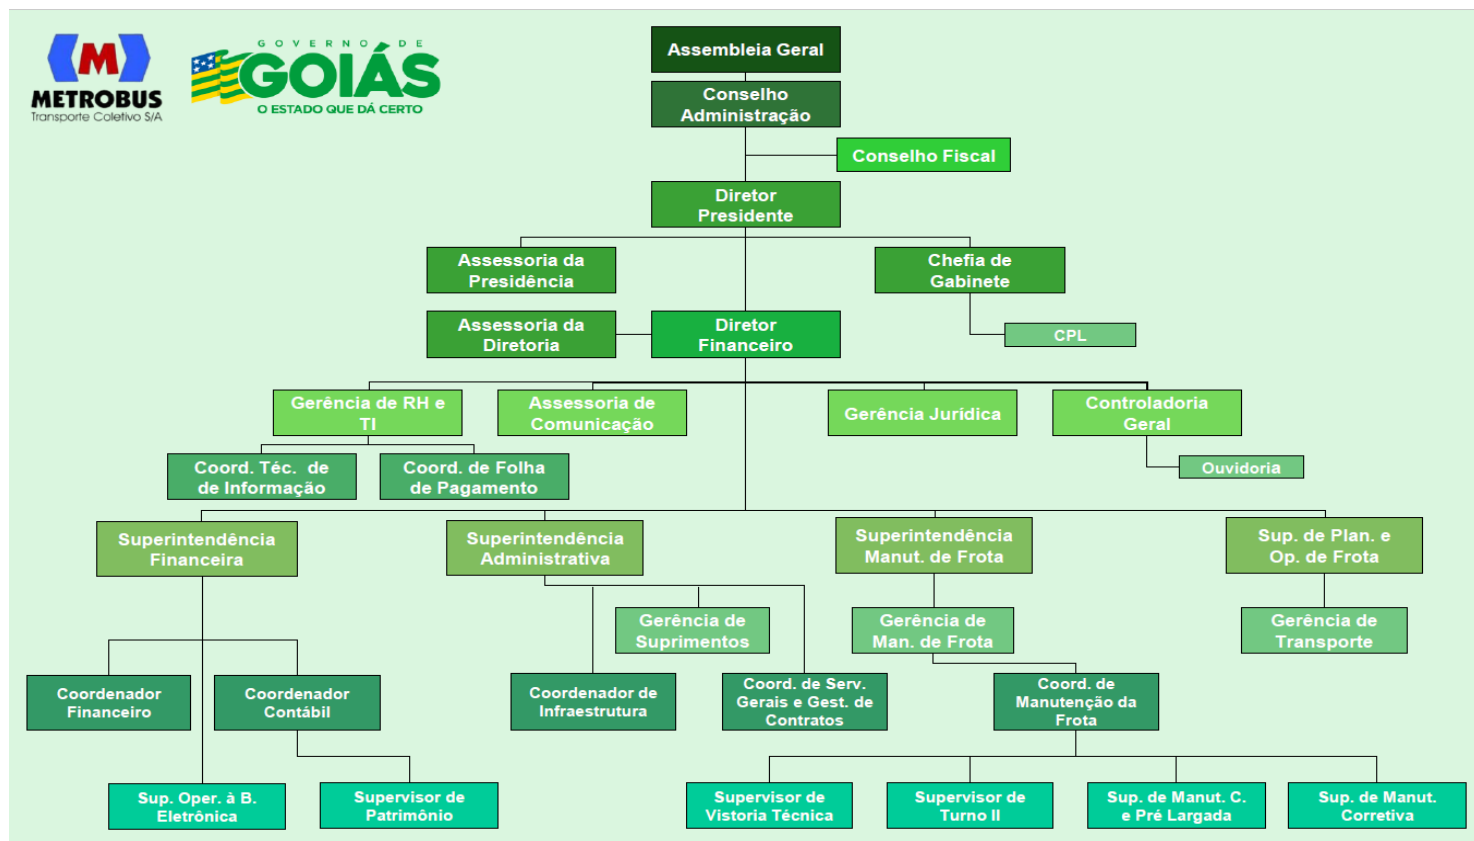 METROBUS
Transporte Coletivo S/A
GOVERNO DE
GOIÁS
O ESTADO QUE DÁ CERTO
Assembleia Geral
Conselho
Administração
Conselho Fiscal
Diretor
Presidente
Assessoria da
Presidência
Chefia de
Gabinete
Assessoria da
Diretoria
Diretor
Financeiro
CPL
Gerência de RH e
TI
Assessoria de
Comunicação
Gerência Jurídica
Controladoria
Geral
Coord. Téc. de
de Informação
Coord. de Folha
de Pagamento
Ouvidoria
Superintendência
Financeira
Superintendência
Administrativa
Superintendência
Manut. de Frota
Sup. de Plan. e
Op. de Frota
Gerência de
Suprimentos
Gerência de
Man. de Frota
Gerência de
Transporte
Coordenador
Financeiro
Coordenador
Contábil
Coordenador de
Infraestrutura
Coord. de Serv.
Gerais e Gest. de
Contratos
Coord. de
Manutenção da
Frota
Sup. Oper. à B.
Eletrônica
Supervisor de
Patrimônio
Supervisor de
Vistoria Técnica
Supervisor de
Turno II
Sup. de Manut. C.
e Pré Largada
Sup. de Manut.
Corretiva